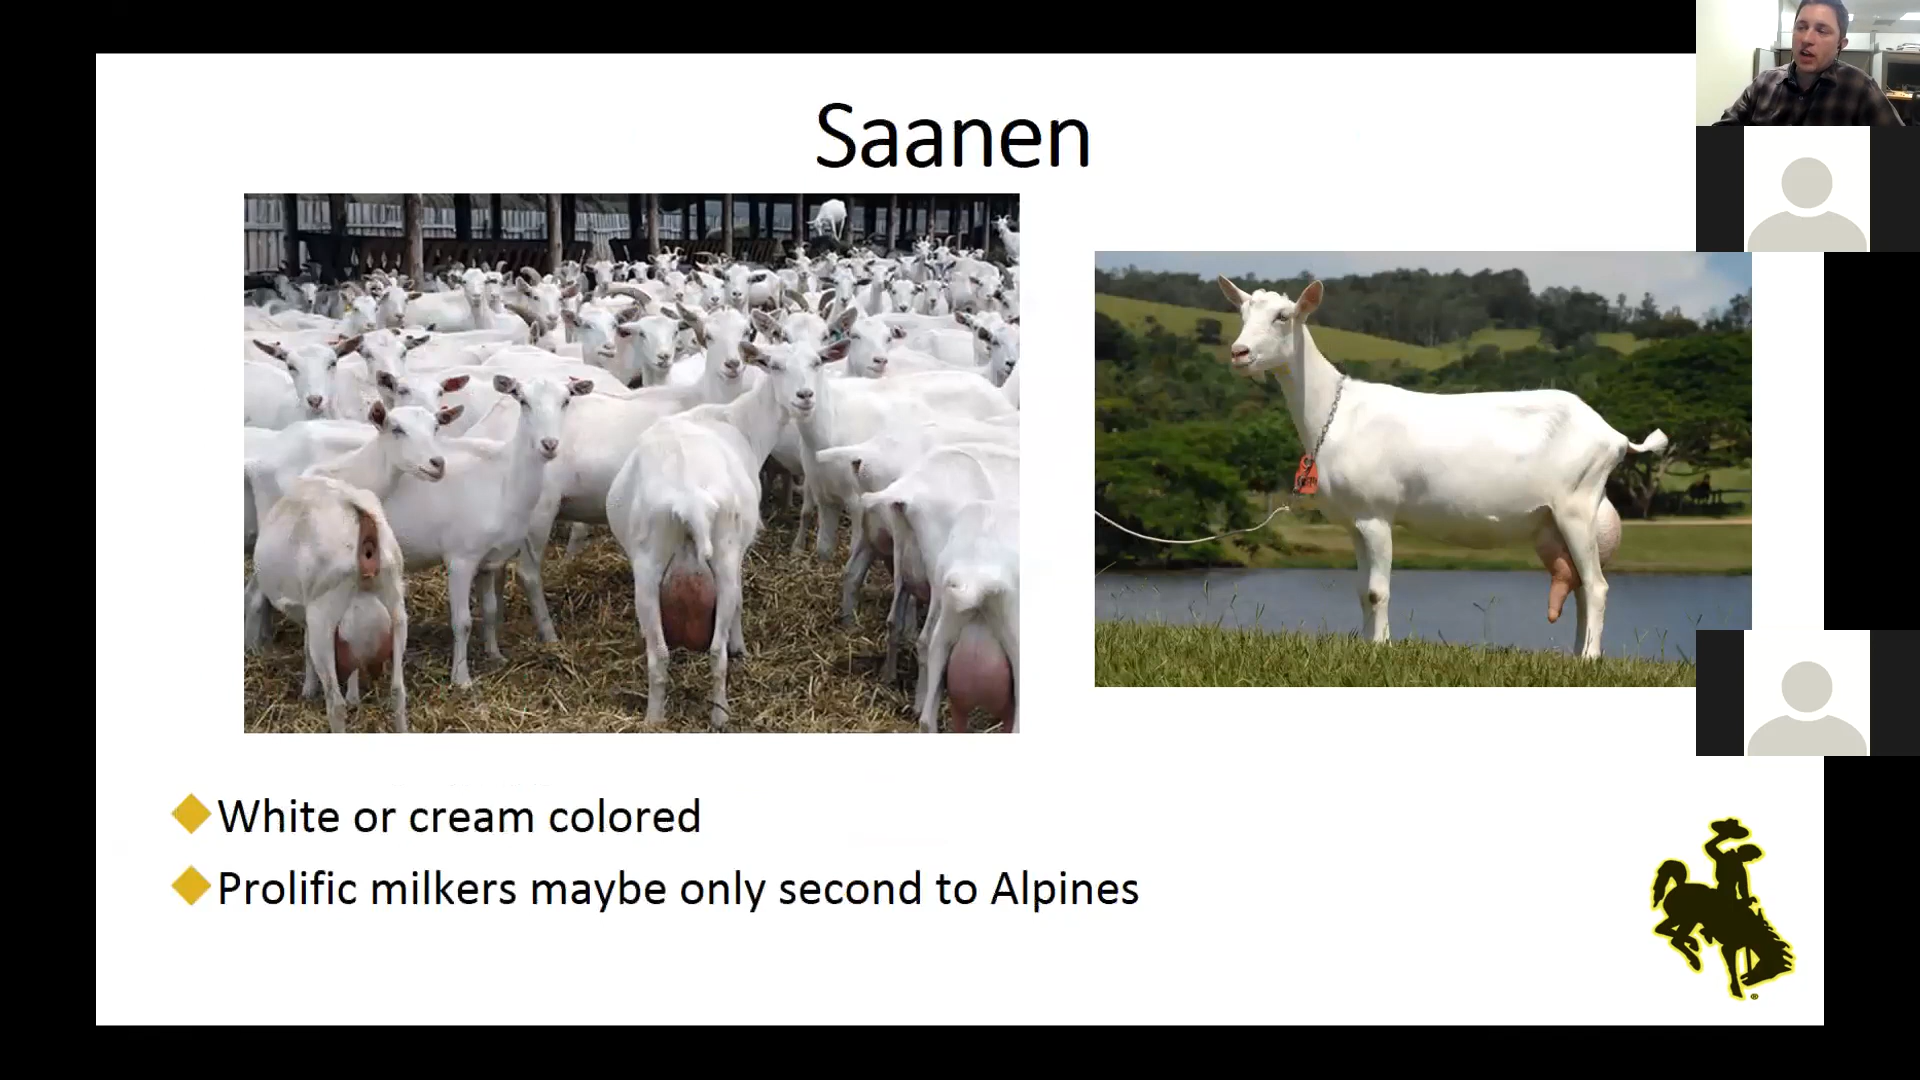 Saanen
White or cream colored
Prolific milkers maybe only second to Alpines